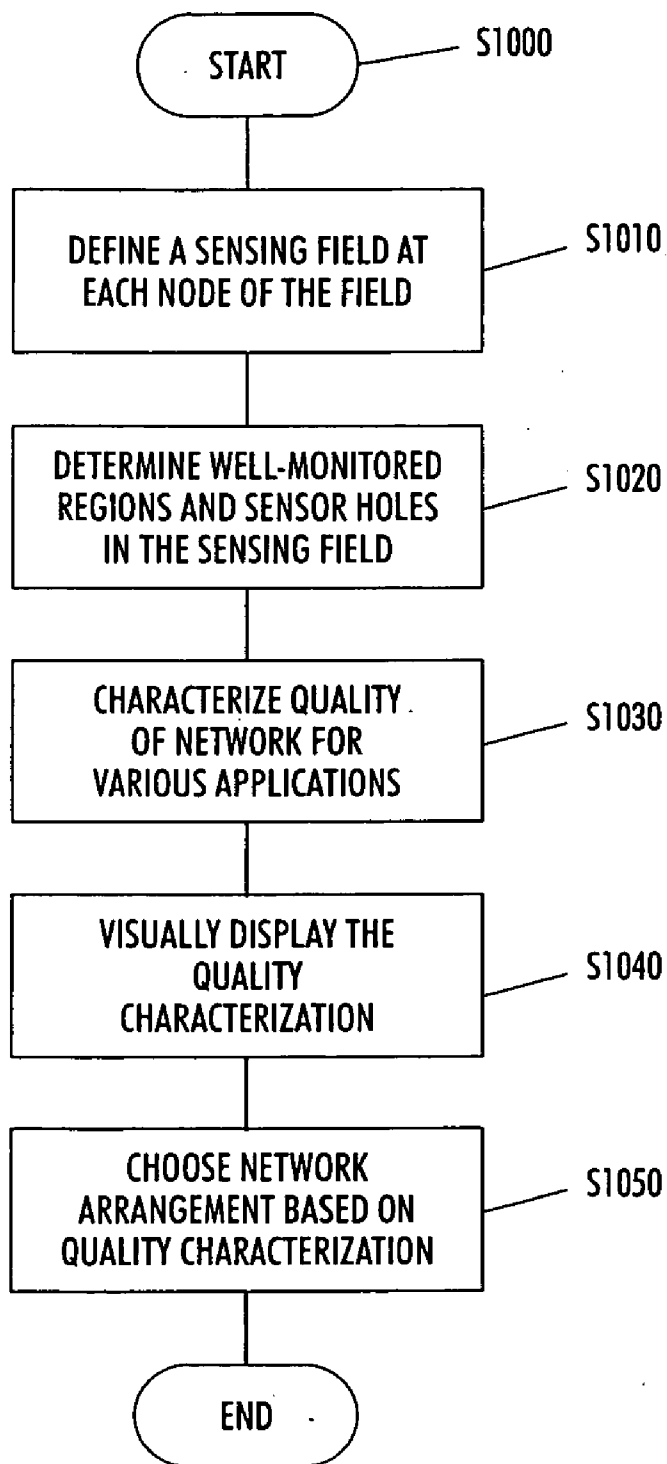 START
S1000
DEFINE A SENSING FIELD AT
EACH NODE OF THE FIELD
S1010
DETERMINE WELL-MONITORED
REGIONS AND SENSOR HOLES
IN THE SENSING FIELD
S1020
CHARACTERIZE QUALITY
OF NETWORK FOR
VARIOUS APPLICATIONS
S1030
VISUALLY DISPLAY THE
QUALITY
CHARACTERIZATION
S1040
CHOOSE NETWORK
ARRANGEMENT BASED ON
QUALITY CHARACTERIZATION
S1050
END